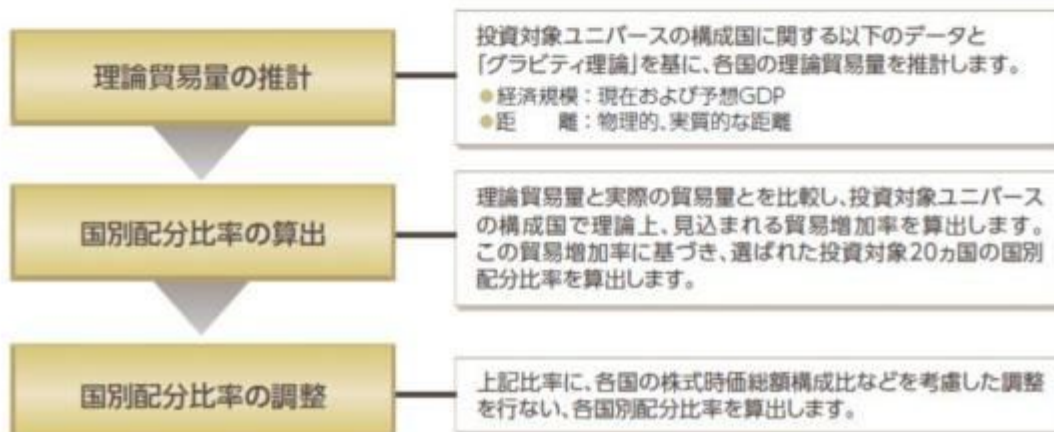 理論貿易量の推計
投資対象ユニバースの構成国に関する以下のデータと
「グラビティ理論」を基に、各国の理論貿易量を推計します。
●経済規模：現在および予想GDP
●距　　離：物理的、実質的な距離
国別配分比率の算出
理論貿易量と実際の貿易量とを比較し、投資対象ユニバース
の構成国で理論上、見込まれる貿易増加率を算出します。
この貿易増加率に基づき、選ばれた投資対象20ヵ国の国別
配分比率を算出します。
国別配分比率の調整
上記比率に、各国の株式時価総額構成比などを考慮した調整
を行ない、各国別配分比率を算出します。